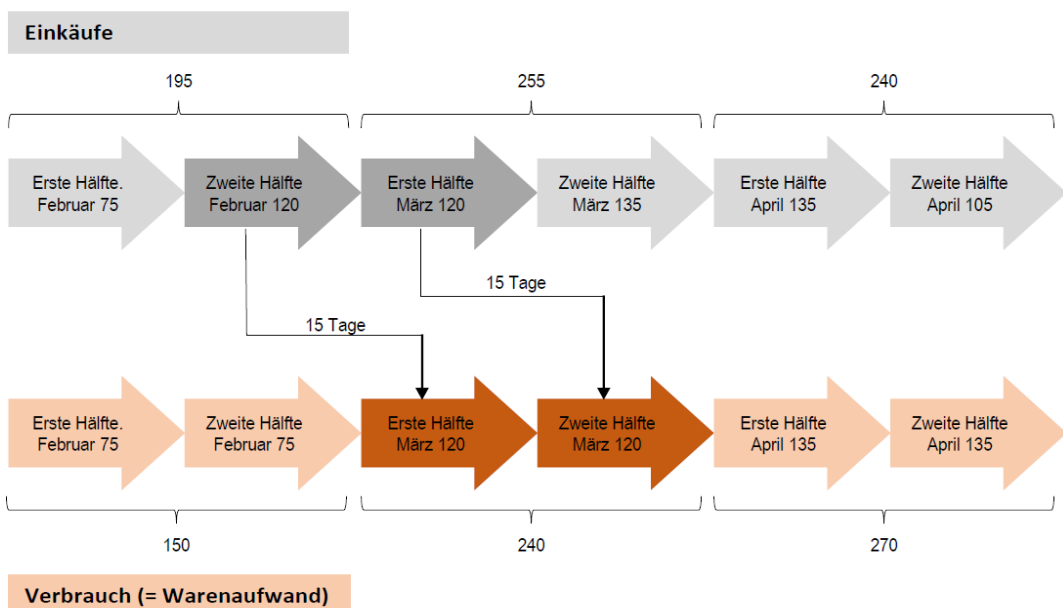 Einkäufe
195
255
240
Erste Hälfte.
Februar 75
Zweite Hälfte
Februar 120
Erste Hälfte
März 120
Zweite Hälfte
März 135
Erste Hälfte
April 135
Zweite Hälfte
April 105
15 Tage
15 Tage
Erste Hälfte.
Februar 75
Zweite Hälfte
Februar 75
Erste Hälfte
März 120
Zweite Hälfte
März 120
Erste Hälfte
April 135
Zweite Hälfte
April 135
150
240
270
Verbrauch (= Warenaufwand)